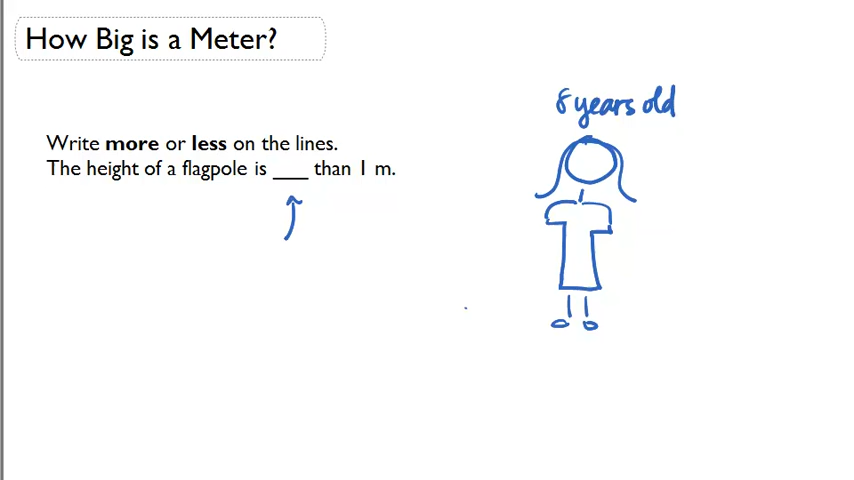 How Big is a Meter?
8 years old
Write more or less on the lines.
The height of a flagpole is ___ than 1 m.